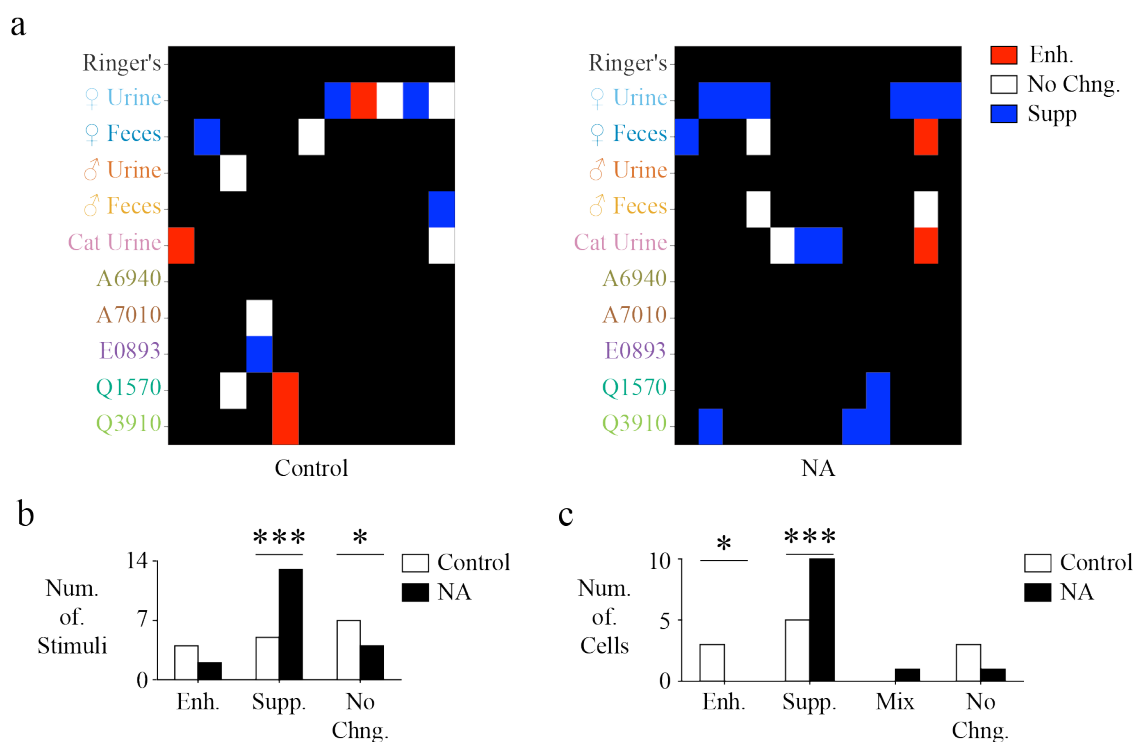 a
Ringer's
♀ Urine
♀ Feces
♂ Urine
♂ Feces
Cat Urine
A6940
A7010
E0893
Q1570
Q3910
Control
Ringer's
♀ Urine
♀ Feces
♂ Urine
♂ Feces
Cat Urine
A6940
A7010
E0893
Q1570
Q3910
NA
Enh.
No Chng.
Supp
b
Num.
of.
Stimuli
14
7
0
***
*
Enh.
Supp.
No
Chng.
Control
NA
c
Num.
of.
Cells
10
5
0
*
***
Enh.
Supp.
Mix
No
Chng.
Control
NA